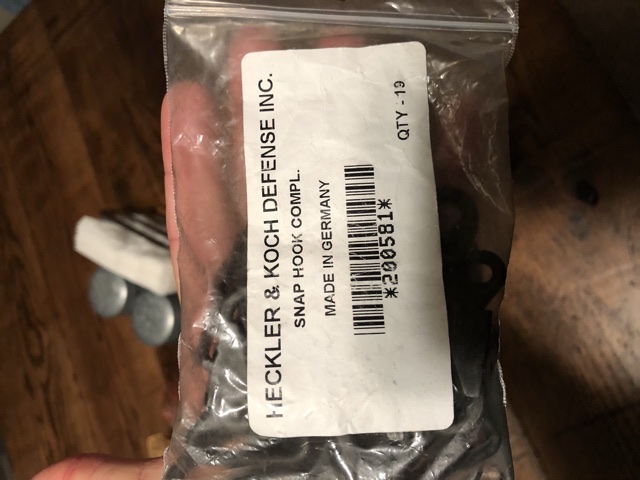 HECKLER & KOCH DEFENSE INC.
SNAP HOOK COMPL.
MADE IN GERMANY
*200581*
QTY - 19